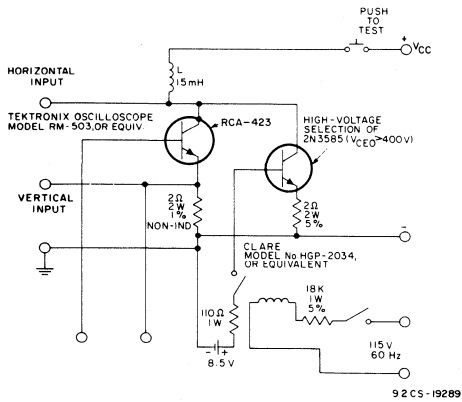 PUSH
TO
TEST
+
VCC
L
15mH
HORIZONTAL
INPUT
TEKTRONIX OSCILLOSCOPE
MODEL RM-503, OR EQUIV.
RCA-423
HIGH-VOLTAGE
SELECTION OF
2N3585 (VCEO>400V)
VERTICAL
INPUT
2Ω
2W
1%
NON-IND
2Ω
2W
5%
-
CLARE
MODEL No HGP-2034,
OR EQUIVALENT
110Ω
1W
18K
1W
5%
- +
8.5V
115V
60 Hz
92CS-19289